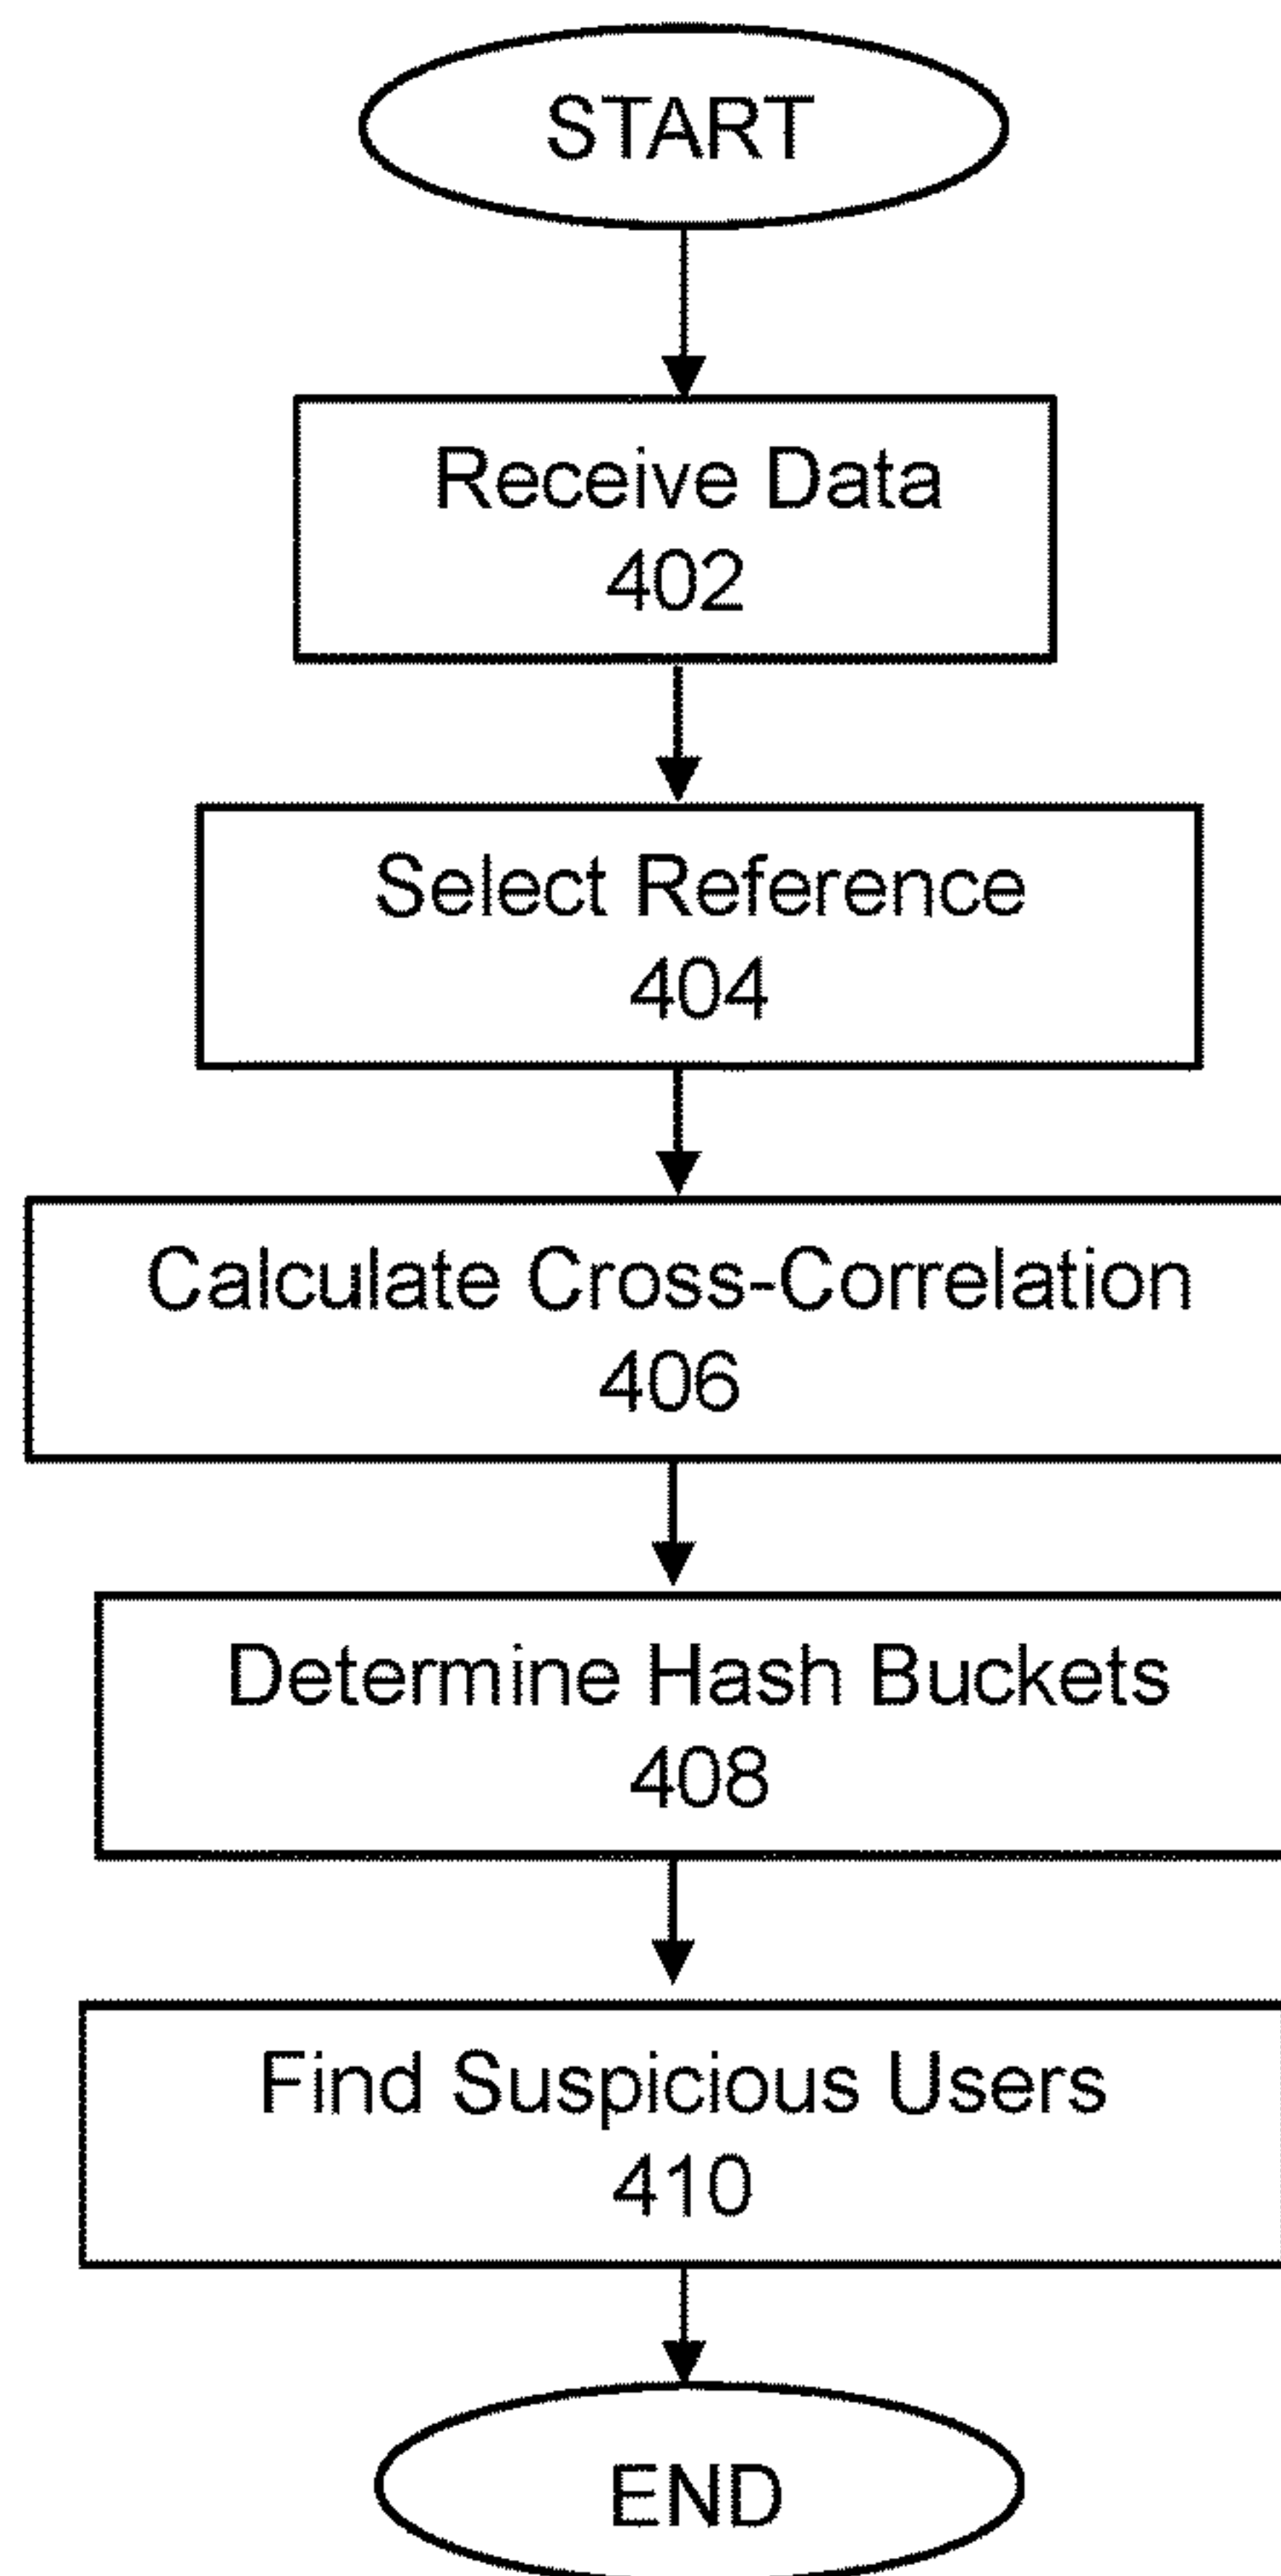 START
Receive Data
402
Select Reference
404
Calculate Cross-Correlation
406
Determine Hash Buckets
408
Find Suspicious Users
410
END